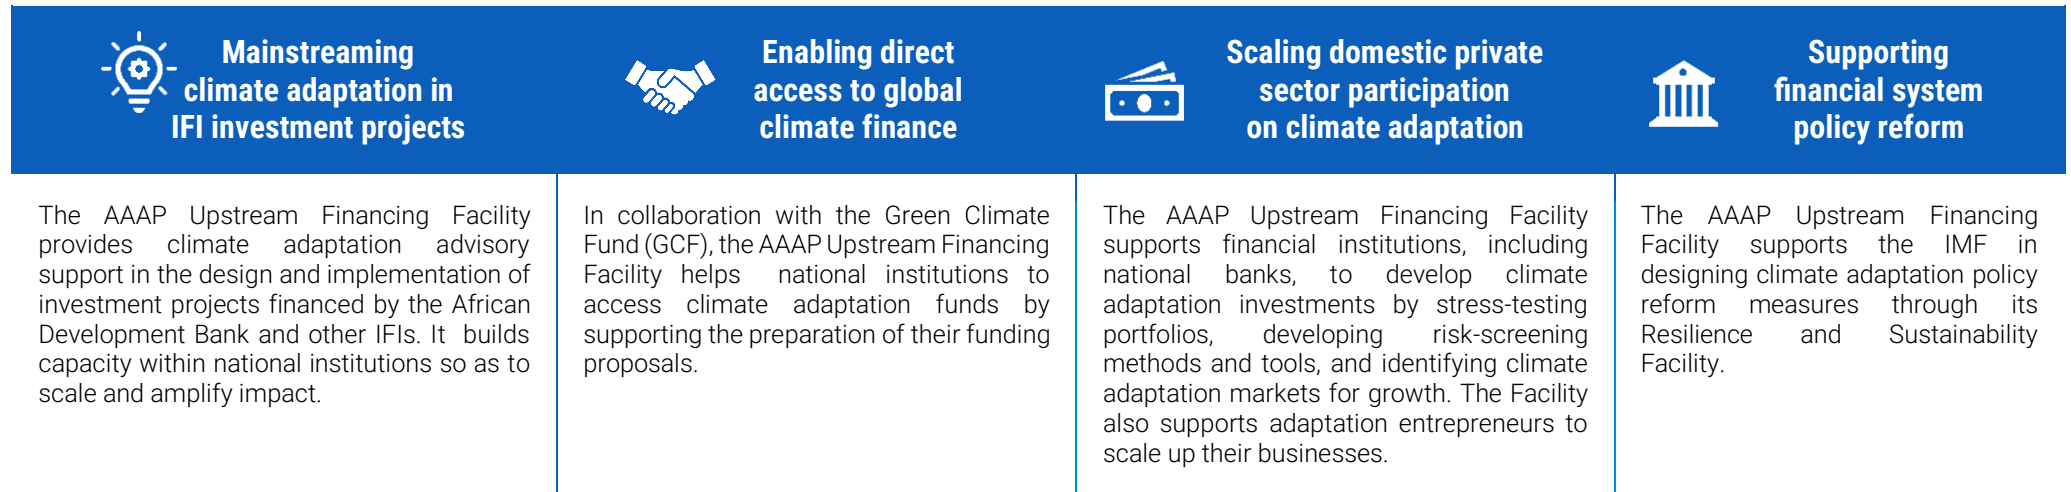 Mainstreaming
climate adaptation in
IFI investment projects
The AAAP Upstream Financing Facility
provides climate adaptation advisory
support in the design and implementation of
investment projects financed by the African
Development Bank and other IFIs. It builds
capacity within national institutions so as to
scale and amplify impact.
Enabling direct
access to global
climate finance
In collaboration with the Green Climate
Fund (GCF), the AAAP Upstream Financing
Facility helps national institutions to
access climate adaptation funds by
supporting the preparation of their funding
proposals.
Scaling domestic private
sector participation
on climate adaptation
The AAAP Upstream Financing Facility
supports financial institutions, including
national banks, to develop climate
adaptation investments by stress-testing
portfolios, developing risk-screening
methods and tools, and identifying climate
adaptation markets for growth. The Facility
also supports adaptation entrepreneurs to
scale up their businesses.
Supporting
financial system
policy reform
The AAAP Upstream Financing
Facility supports the IMF in
designing climate adaptation policy
reform measures through its
Resilience and Sustainability
Facility.